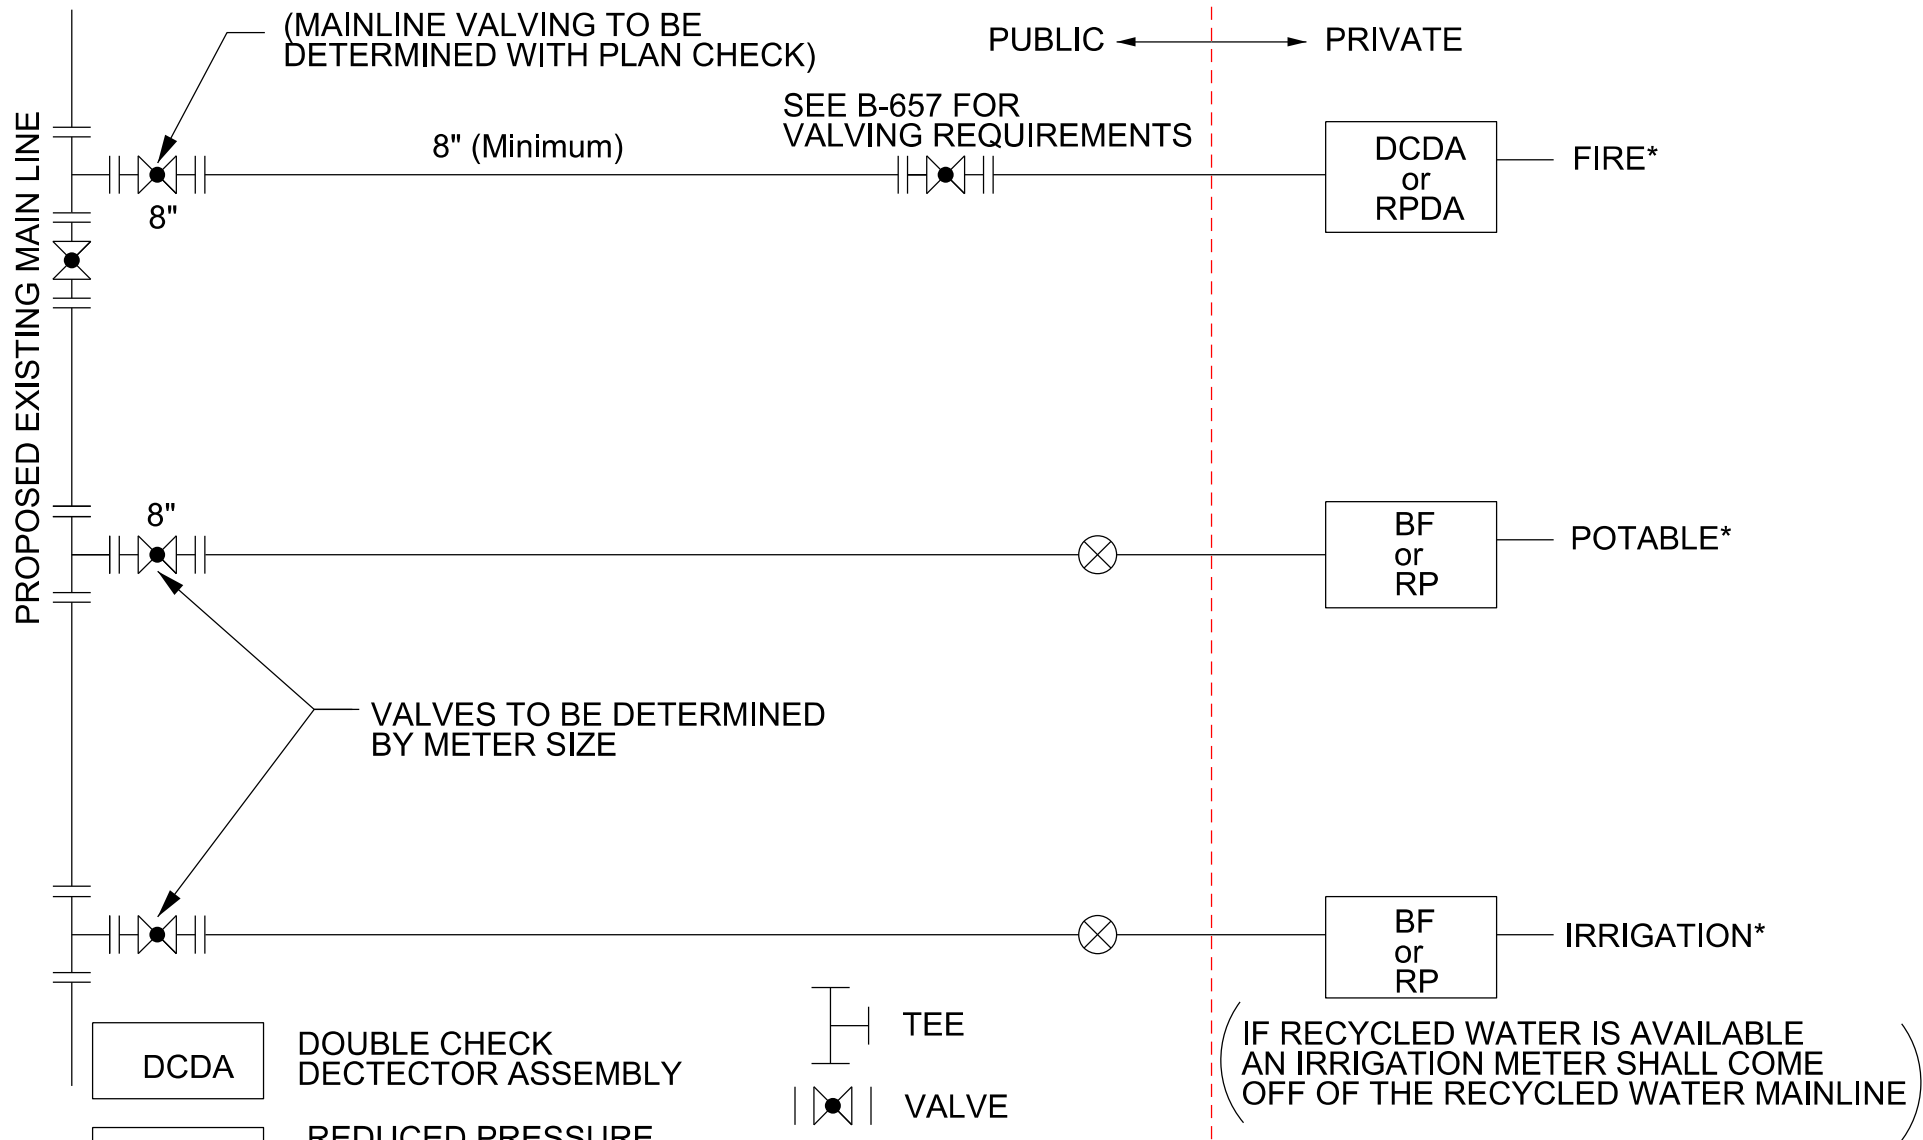 (MAINLINE VALVING TO BE
DETERMINED WITH PLAN CHECK)
PUBLIC
PRIVATE
SEE B-657 FOR
VALVING REQUIREMENTS
8" (Minimum)
8"
DCDA
or
RPDA
FIRE*
PROPOSED EXISTING MAIN LINE
8"
BF
or
RP
POTABLE*
VALVES TO BE DETERMINED
BY METER SIZE
BF
or
RP
IRRIGATION*
IF RECYCLED WATER IS AVAILABLE
AN IRRIGATION METER SHALL COME
OFF OF THE RECYCLED WATER MAINLINE
DCDA
DOUBLE CHECK
DECTECTOR ASSEMBLY
TEE
VALVE
REDUCED PRESSURE